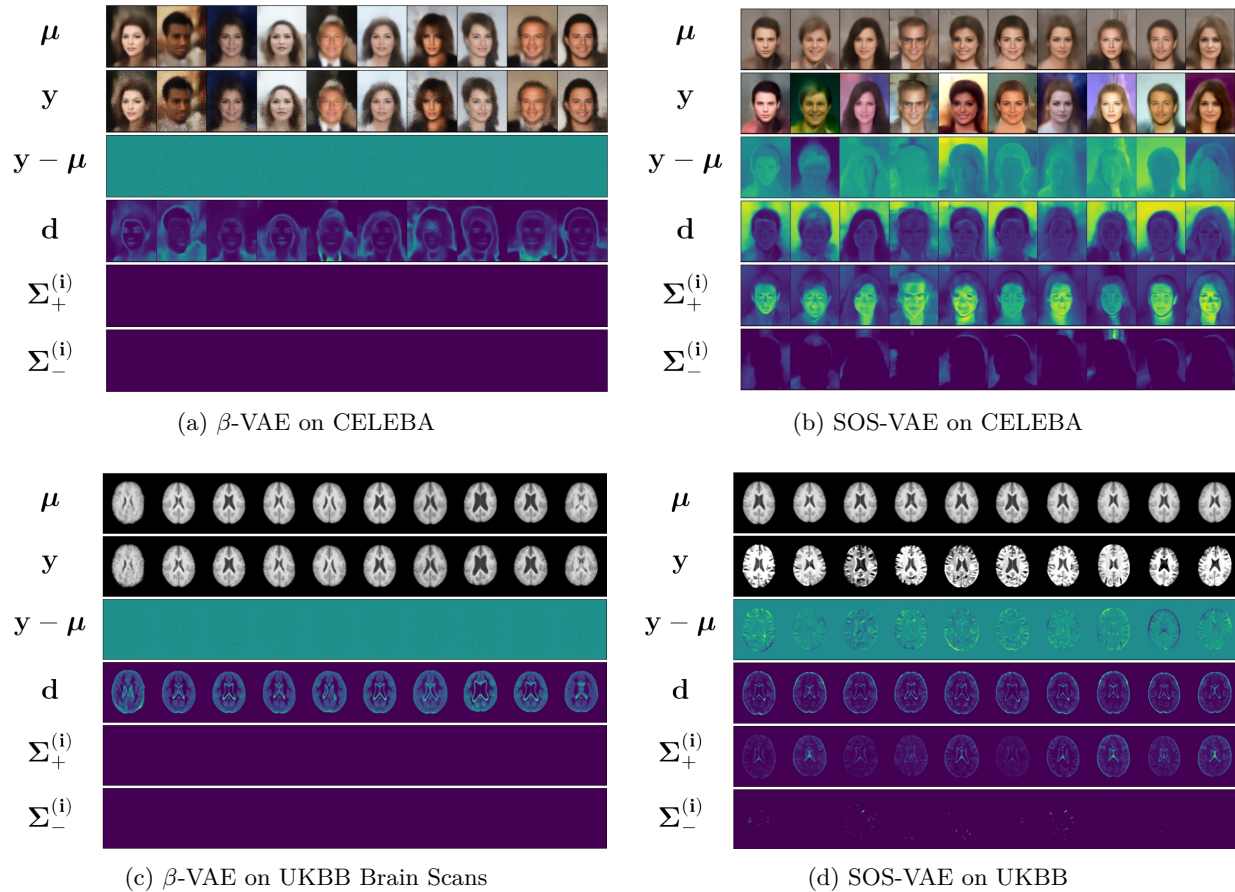 μ
y
y − μ
d
Σ₊⁽ⁱ⁾
Σ₋⁽ⁱ⁾
(a) β-VAE on CELEBA
μ
y
y − μ
d
Σ₊⁽ⁱ⁾
Σ₋⁽ⁱ⁾
(b) SOS-VAE on CELEBA
μ
y
y − μ
d
Σ₊⁽ⁱ⁾
Σ₋⁽ⁱ⁾
(c) β-VAE on UKBB Brain Scans
μ
y
y − μ
d
Σ₊⁽ⁱ⁾
Σ₋⁽ⁱ⁾
(d) SOS-VAE on UKBB